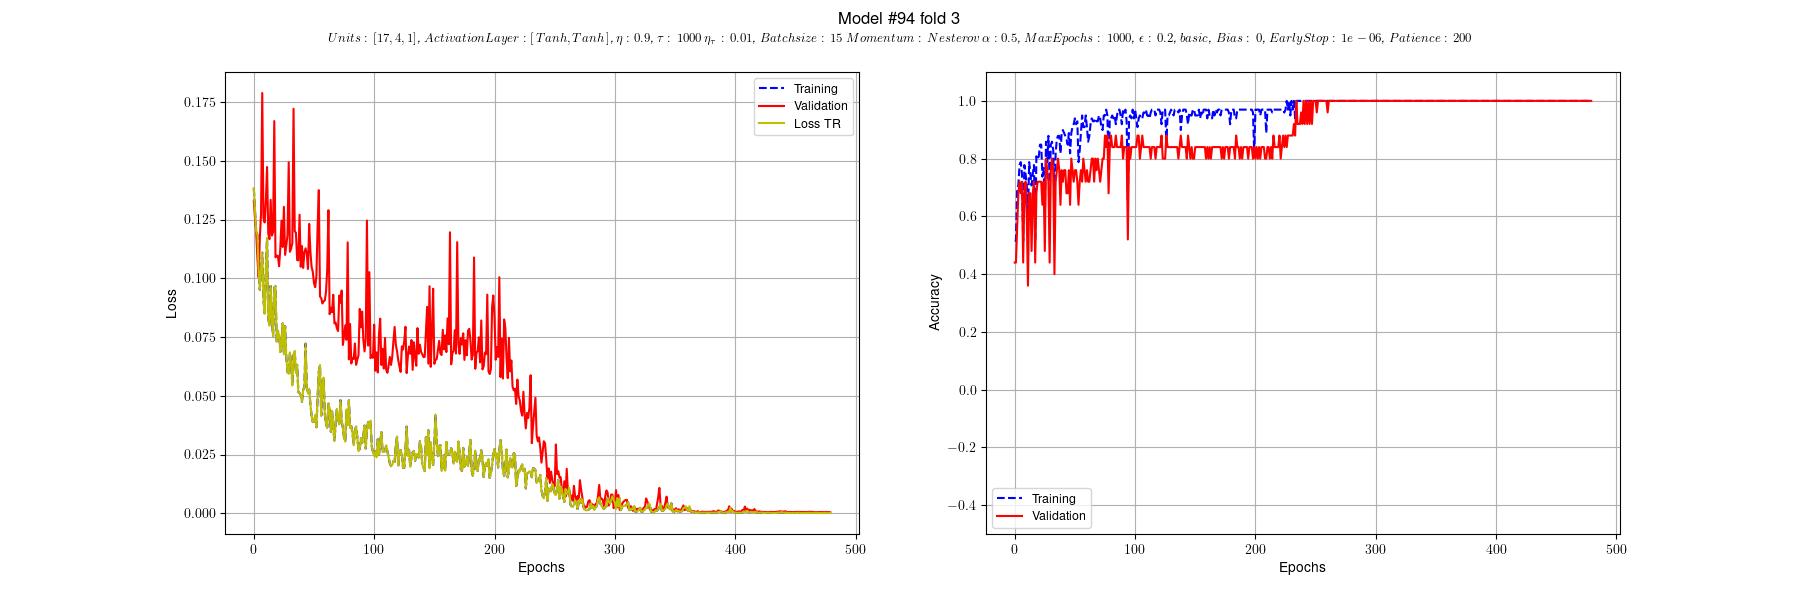 Model #94 fold 3
Units : [17, 4, 1], ActivationLayer : [Tanh, Tanh], η : 0.9, τ : 1000 η_τ : 0.01, Batchsize : 15 Momentum : Nesterov α : 0.5, MaxEpochs : 1000, ϵ : 0.2, basic, Bias : 0, EarlyStop : 1e − 06, Patience : 200
Training
Validation
Loss TR
0.175
0.150
0.125
0.100
0.075
0.050
0.025
0.000
Loss
0 100 200 300 400 500
Epochs
1.0
0.8
0.6
0.4
0.2
0.0
−0.2
−0.4
Accuracy
Training
Validation
0 100 200 300 400 500
Epochs